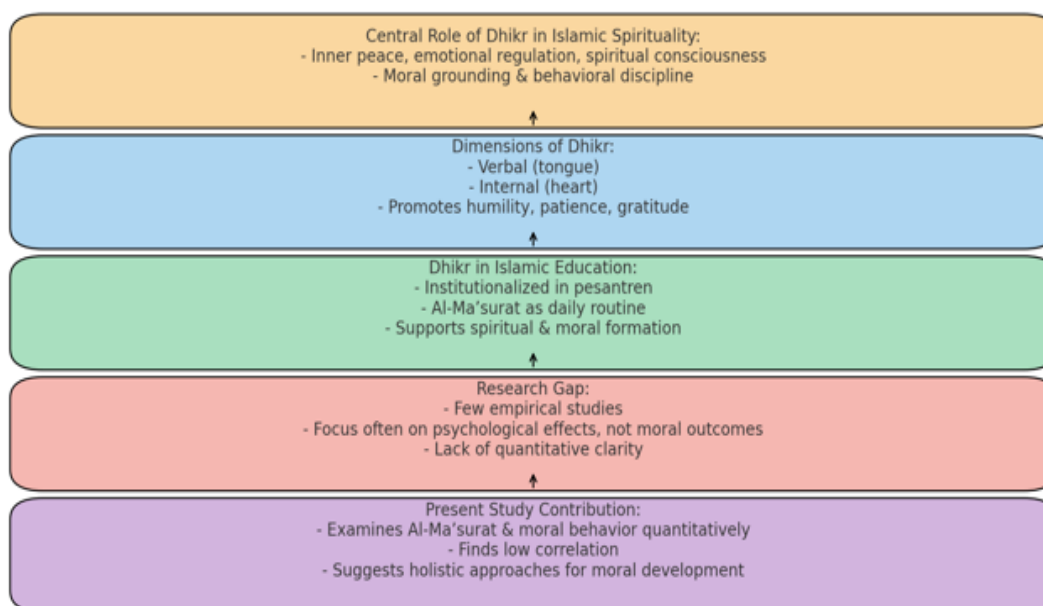 Central Role of Dhikr in Islamic Spirituality:
- Inner peace, emotional regulation, spiritual consciousness
- Moral grounding & behavioral discipline
Dimensions of Dhikr:
- Verbal (tongue)
- Internal (heart)
- Promotes humility, patience, gratitude
Dhikr in Islamic Education:
- Institutionalized in pesantren
- Al-Ma’surat as daily routine
- Supports spiritual & moral formation
Research Gap:
- Few empirical studies
- Focus often on psychological effects, not moral outcomes
- Lack of quantitative clarity
Present Study Contribution:
- Examines Al-Ma’surat & moral behavior quantitatively
- Finds low correlation
- Suggests holistic approaches for moral development